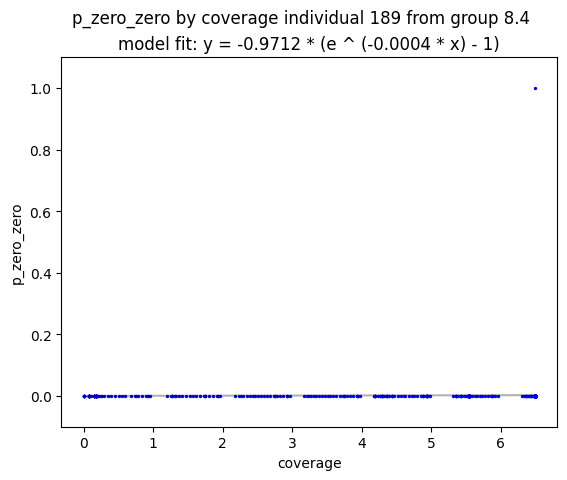 p_zero_zero by coverage individual 189 from group 8.4
model fit: y = -0.9712 * (e ^ (-0.0004 * x) - 1)
1.0
0.8
0.6
0.4
0.2
0.0
p_zero_zero
0 1 2 3 4 5 6
coverage